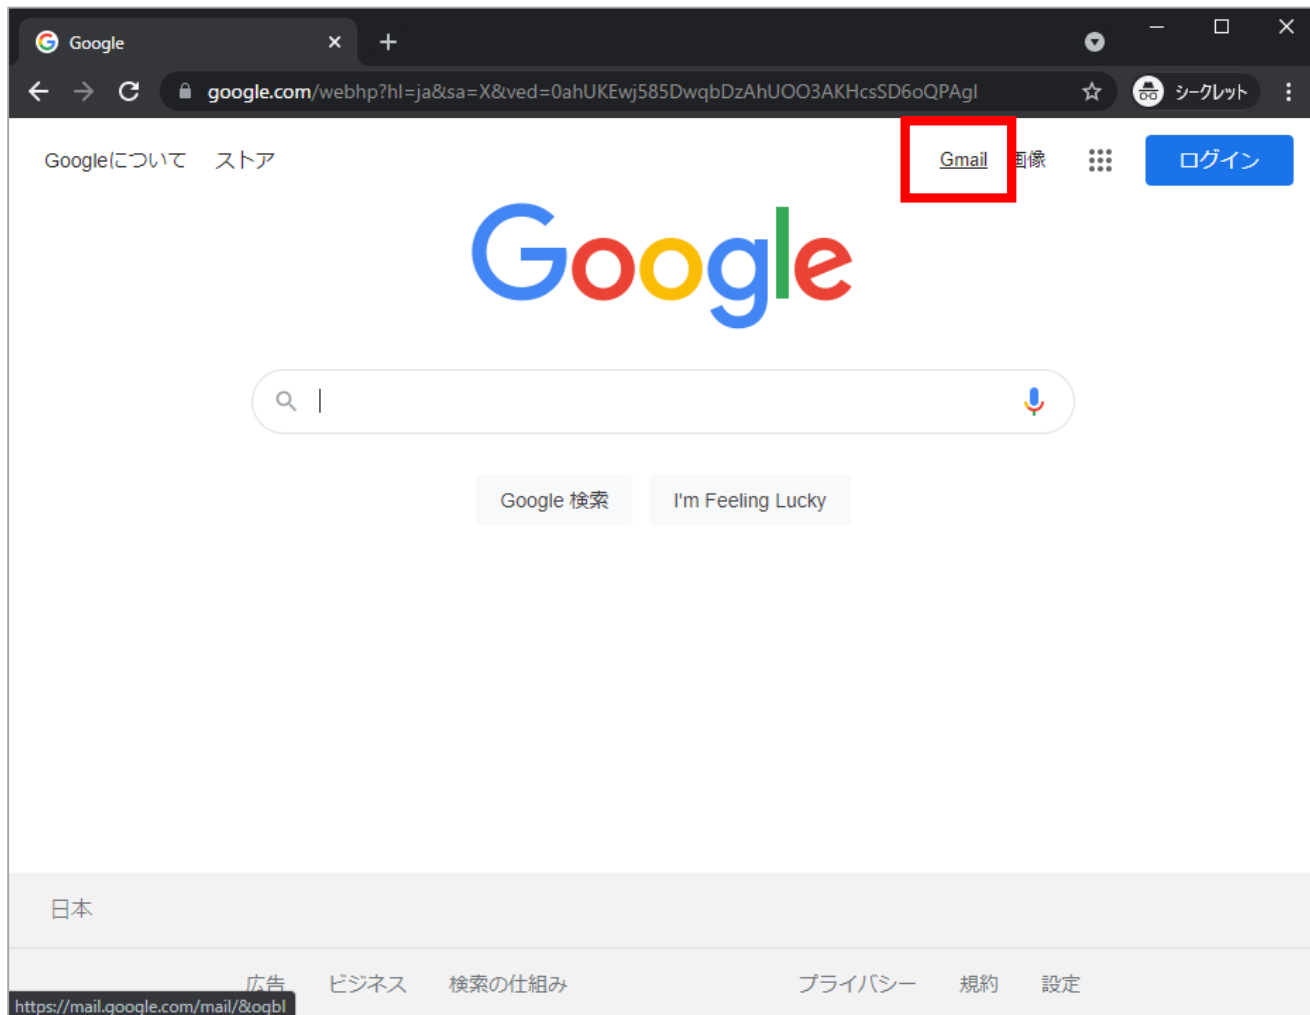 Google
google.com/webhp?hl=ja&sa=X&ved=0ahUKEwj585DwqbDzAhUOO3AKHcsSD6oQPAgI
シークレット
Googleについて ストア Gmail 画像 ログイン
Google
Google 検索 I'm Feeling Lucky
日本
広告 ビジネス 検索の仕組み プライバシー 規約 設定
https://mail.google.com/mail/&ogbl